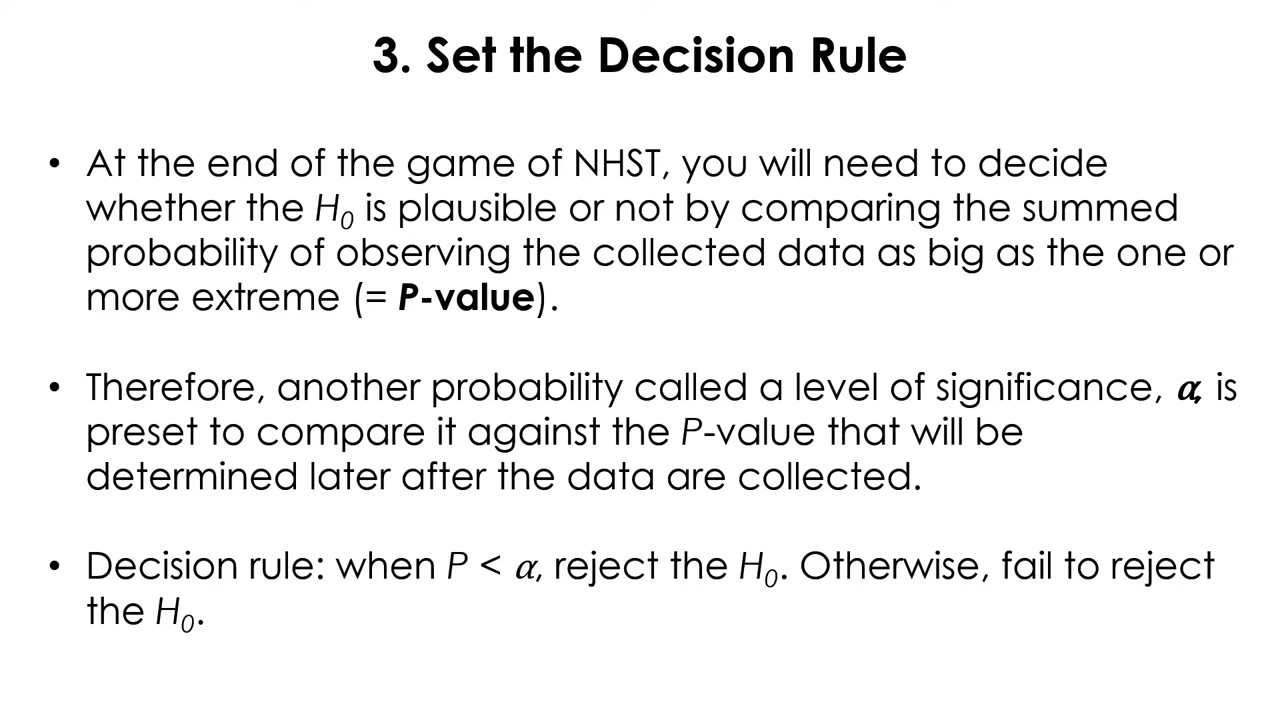 3. Set the Decision Rule
• At the end of the game of NHST, you will need to decide
whether the H₀ is plausible or not by comparing the summed
probability of observing the collected data as big as the one or
more extreme (= P-value).
• Therefore, another probability called a level of significance, α, is
preset to compare it against the P-value that will be
determined later after the data are collected.
• Decision rule: when P < α, reject the H₀. Otherwise, fail to reject
the H₀.